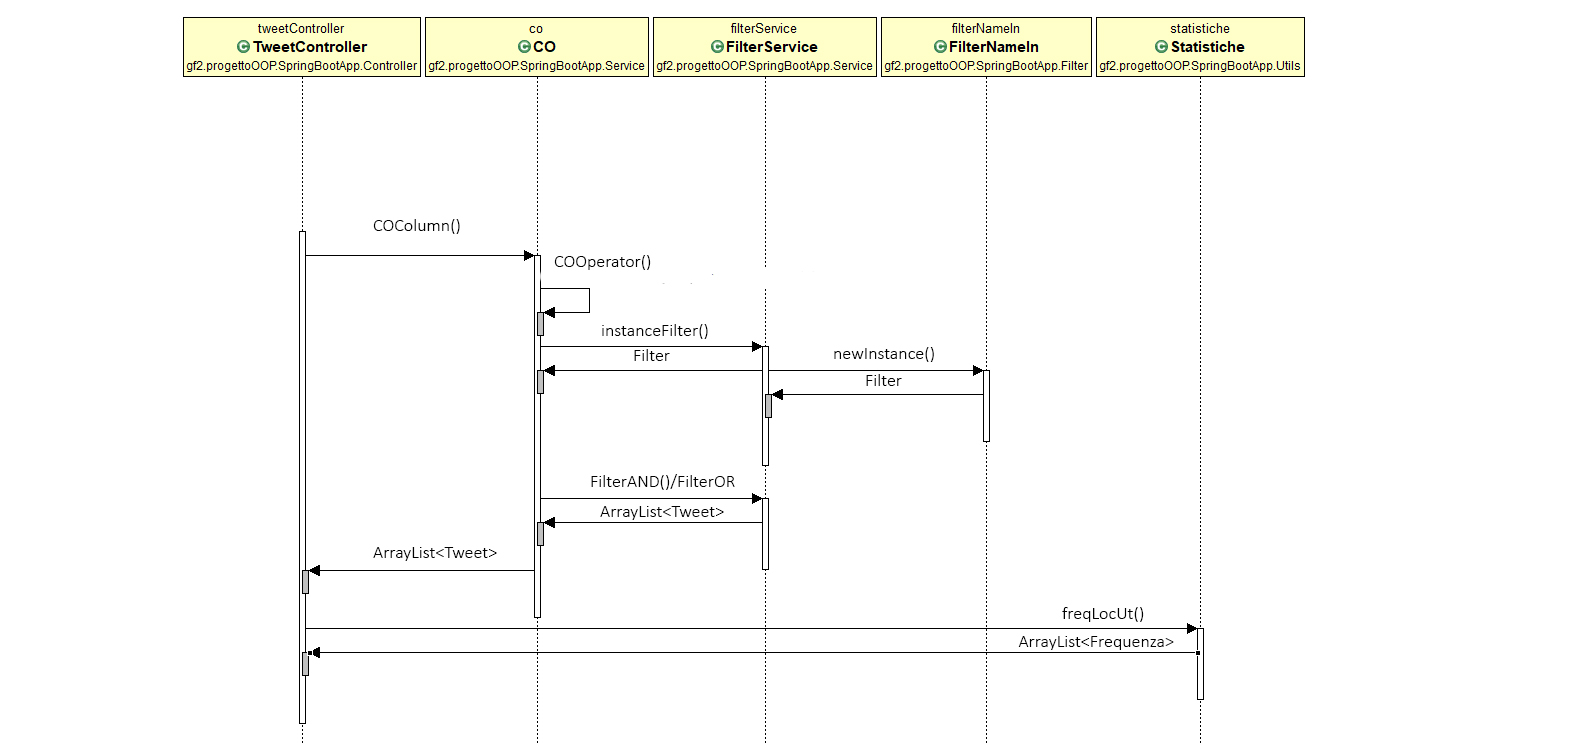 tweetController
TweetController
gf2.progettoOOP.SpringBootApp.Controller
co
CO
gf2.progettoOOP.SpringBootApp.Service
filterService
FilterService
gf2.progettoOOP.SpringBootApp.Service
filterNameIn
FilterNameIn
gf2.progettoOOP.SpringBootApp.Filter
statistiche
Statistiche
gf2.progettoOOP.SpringBootApp.Utils
COColumn()
COOperator()
instanceFilter()
Filter
newInstance()
Filter
FilterAND()/FilterOR
ArrayList<Tweet>
ArrayList<Tweet>
freqLocUt()
ArrayList<Frequenza>